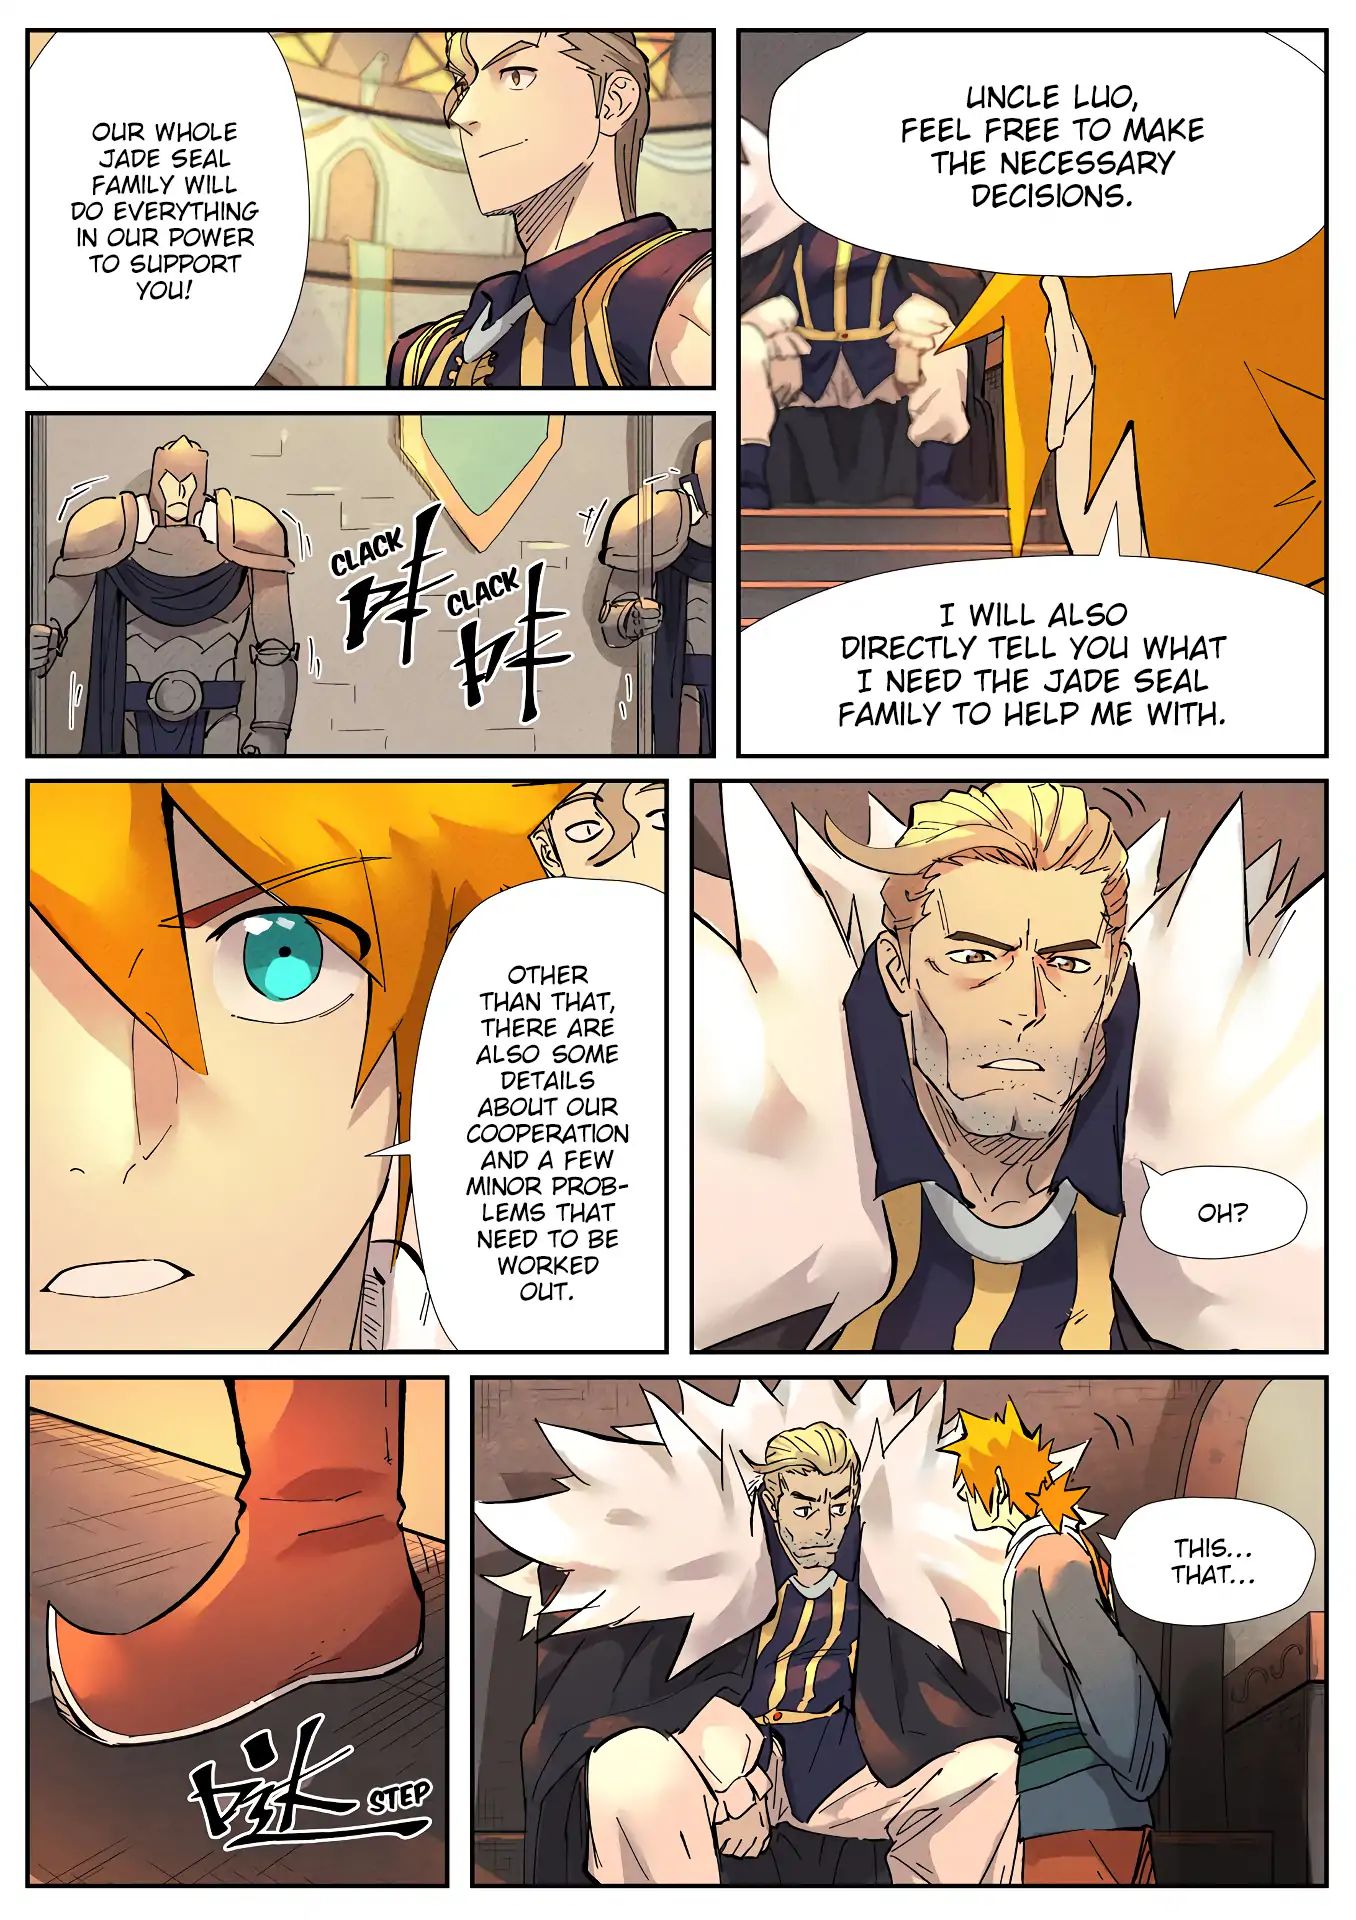 OUR WHOLE
JADE SEAL
FAMILY WILL
DO EVERYTHING
IN OUR POWER
TO SUPPORT
YOU!
UNCLE LUO,
FEEL FREE TO MAKE
THE NECESSARY
DECISIONS.
I WILL ALSO
DIRECTLY TELL YOU WHAT
I NEED THE JADE SEAL
FAMILY TO HELP ME WITH.
CLACK
咔
CLACK
咔
OTHER
THAN THAT,
THERE ARE
ALSO SOME
DETAILS
ABOUT OUR
COOPERATION
AND A FEW
MINOR PROB-
LEMS THAT
NEED TO BE
WORKED
OUT.
OH?
哒
STEP
THIS...
THAT...